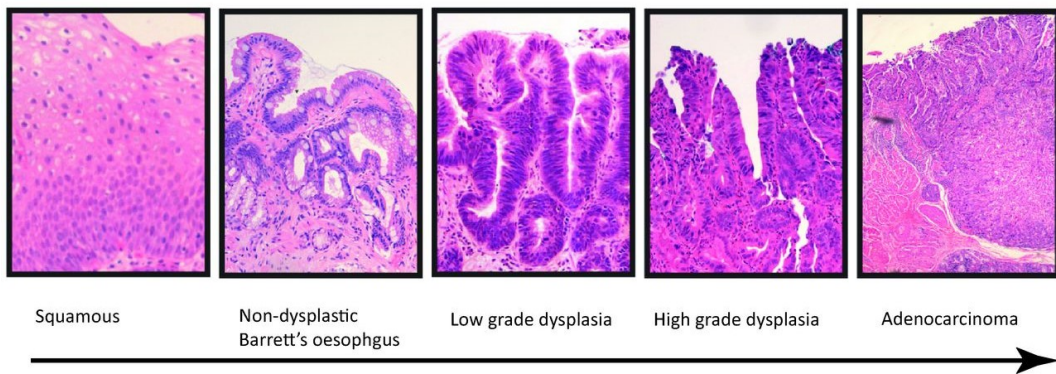 Squamous
Non-dysplastic
Barrett's oesophgus
Low grade dysplasia
High grade dysplasia
Adenocarcinoma